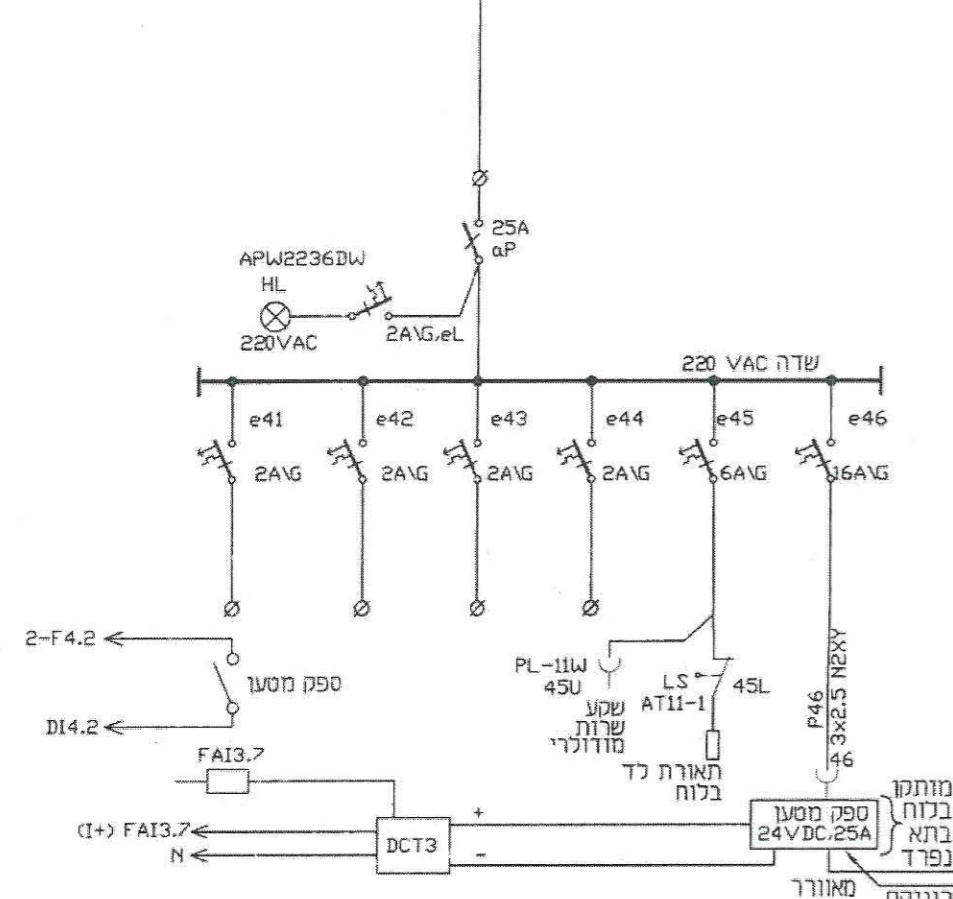 25A
aP
APW2236DW
HL
220VAC
2A\G,eL
שדה 220 VAC
e41
e42
e43
e44
e45
e46
2A\G
2A\G
2A\G
2A\G
6A\G
16A\G
2-F4.2
ספק מטען
DI4.2
PL-11W
45U
שקע
שרות
מודולרי
LS
AT11-1
45L
תאורת לד
בלוח
P46
3x2.5 N2XY
46
FAI3.7
(I+) FAI3.7
N
DCT3
+
-
ספק מטען
24VDC,25A
מותקן
בלוח
בתא
נפרד
מאוורר